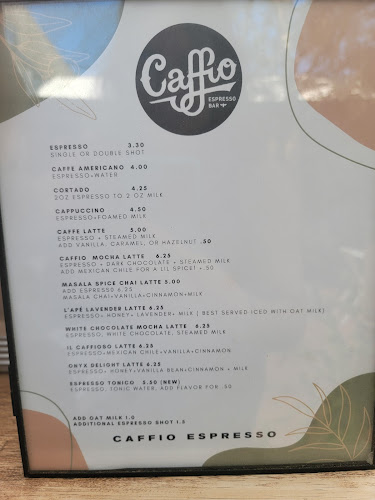 Caffio
ESPRESSO
BAR
ESPRESSO 3.30
SINGLE OR DOUBLE SHOT
CAFFE AMERICANO 4.00
ESPRESSO+WATER
CORTADO 4.25
2OZ ESPRESSO TO 2 OZ MILK
CAPPUCCINO 4.50
ESPRESSO+FOAMED MILK
CAFFE LATTE 5.00
ESPRESSO + STEAMED MILK
ADD VANILLA, CARAMEL, OR HAZELNUT .50
CAFFIO MOCHA LATTE 6.25
ESPRESSO + DARK CHOCOLATE + STEAMED MILK
ADD MEXICAN CHILE FOR A LIL SPICE! + .50
MASALA SPICE CHAI LATTE 5.00
ADD ESPRESSO 6.25
MASALA CHAI+VANILLA+CINNAMON+MILK
L'APÉ LAVENDER LATTE 6.25
ESPRESSO+ HONEY+ LAVENDER+ MILK ( BEST SERVED ICED WITH OAT MILK)
WHITE CHOCOLATE MOCHA LATTE 6.25
ESPRESSO, WHITE CHOCOLATE, STEAMED MILK
IL CAFFIOSO LATTE 6.25
ESPRESSO+MEXICAN CHILE+VANILLA+CINNAMON
ONYX DELIGHT LATTE 6.25
ESPRESSO+ HONEY+VANILLA BEAN+CINNAMON + MILK
ESPRESSO TONICO 5.50 (NEW)
ESPRESSO, TONIC WATER, ADD FLAVOR FOR .50
ADD OAT MILK 1.0
ADDITIONAL ESPRESSO SHOT 1.5
CAFFIO ESPRESSO